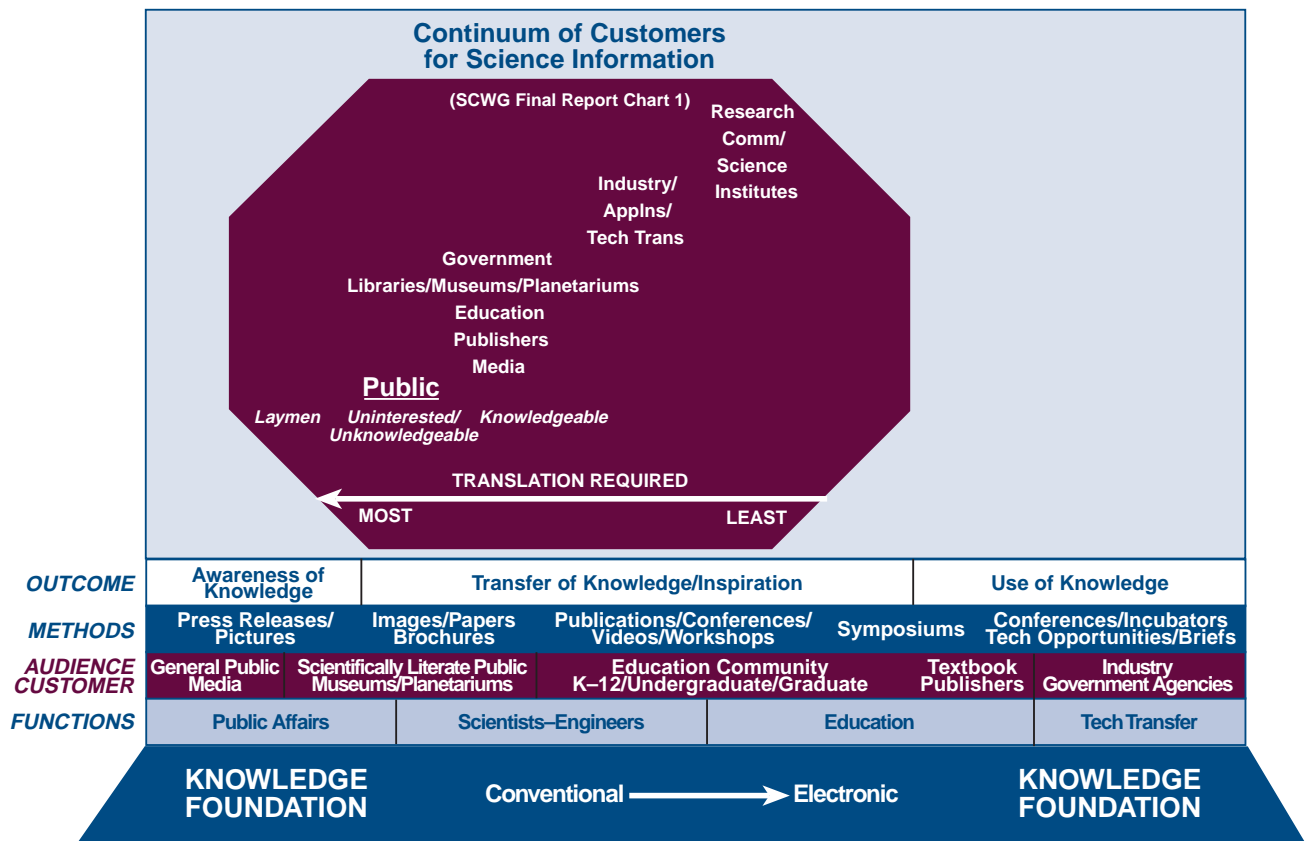 Continuum of Customers
for Science Information
(SCWG Final Report Chart 1)
Research
Comm/
Science
Institutes
Industry/
Applns/
Tech Trans
Government
Libraries/Museums/Planetariums
Education
Publishers
Media
Public
Laymen Uninterested/ Knowledgeable
Unknowledgeable
TRANSLATION REQUIRED
MOST LEAST
OUTCOME
Awareness of
Knowledge
Transfer of Knowledge/Inspiration
Use of Knowledge
METHODS
Press Releases/
Pictures
Images/Papers
Brochures
Publications/Conferences/
Videos/Workshops
Symposiums
Conferences/Incubators
Tech Opportunities/Briefs
AUDIENCE
CUSTOMER
General Public
Media
Scientifically Literate Public
Museums/Planetariums
Education Community
K–12/Undergraduate/Graduate
Textbook
Publishers
Industry
Government Agencies
FUNCTIONS
Public Affairs
Scientists–Engineers
Education
Tech Transfer
KNOWLEDGE
FOUNDATION
Conventional Electronic
KNOWLEDGE
FOUNDATION